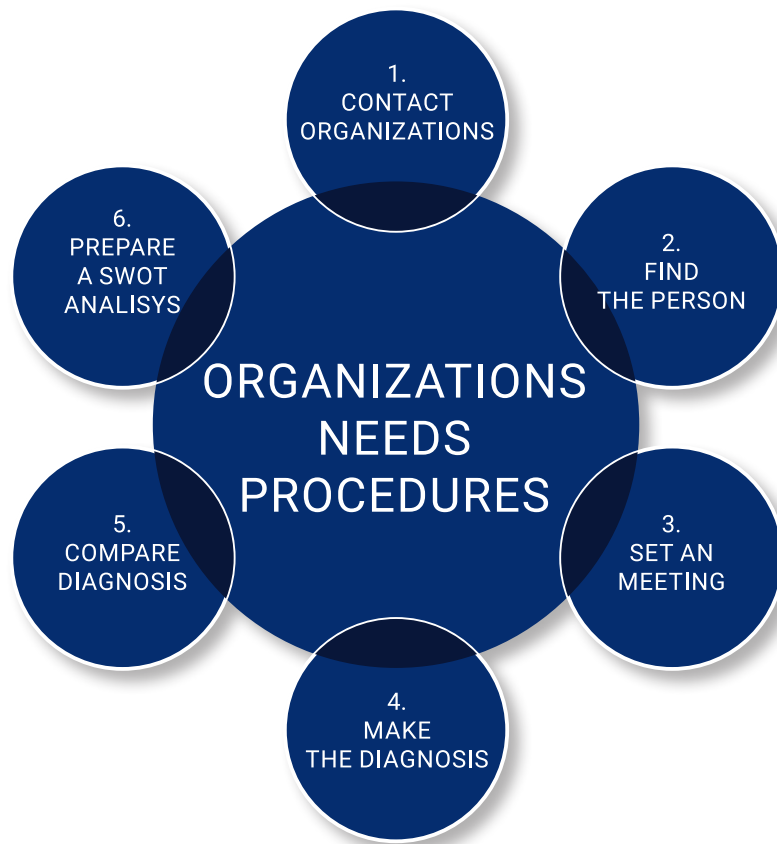 1.
CONTACT
ORGANIZATIONS
2.
FIND
THE PERSON
3.
SET AN
MEETING
4.
MAKE
THE DIAGNOSIS
5.
COMPARE
DIAGNOSIS
6.
PREPARE
A SWOT
ANALISYS
ORGANIZATIONS
NEEDS
PROCEDURES